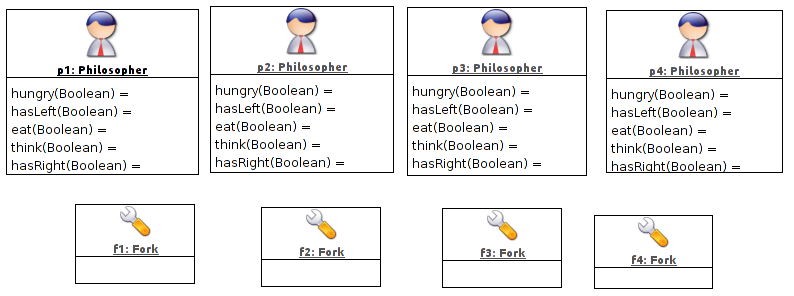 p1: Philosopher
hungry(Boolean) =
hasLeft(Boolean) =
eat(Boolean) =
think(Boolean) =
hasRight(Boolean) =
p2: Philosopher
hungry(Boolean) =
hasLeft(Boolean) =
eat(Boolean) =
think(Boolean) =
hasRight(Boolean) =
p3: Philosopher
hungry(Boolean) =
hasLeft(Boolean) =
eat(Boolean) =
think(Boolean) =
hasRight(Boolean) =
p4: Philosopher
hungry(Boolean) =
hasLeft(Boolean) =
eat(Boolean) =
think(Boolean) =
hasRight(Boolean) =
f1: Fork
f2: Fork
f3: Fork
f4: Fork